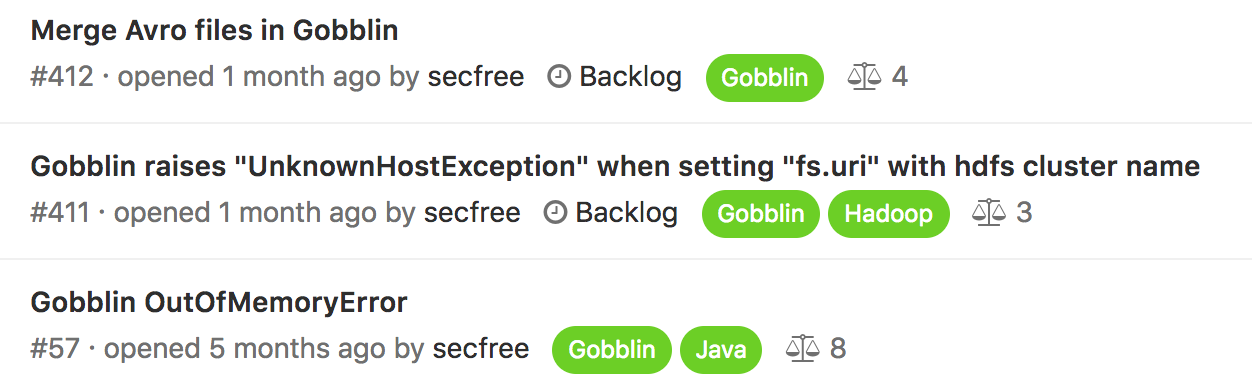 Merge Avro files in Gobblin
#412 · opened 1 month ago by secfree Backlog Gobblin 4
Gobblin raises "UnknownHostException" when setting "fs.uri" with hdfs cluster name
#411 · opened 1 month ago by secfree Backlog Gobblin Hadoop 3
Gobblin OutOfMemoryError
#57 · opened 5 months ago by secfree Gobblin Java 8